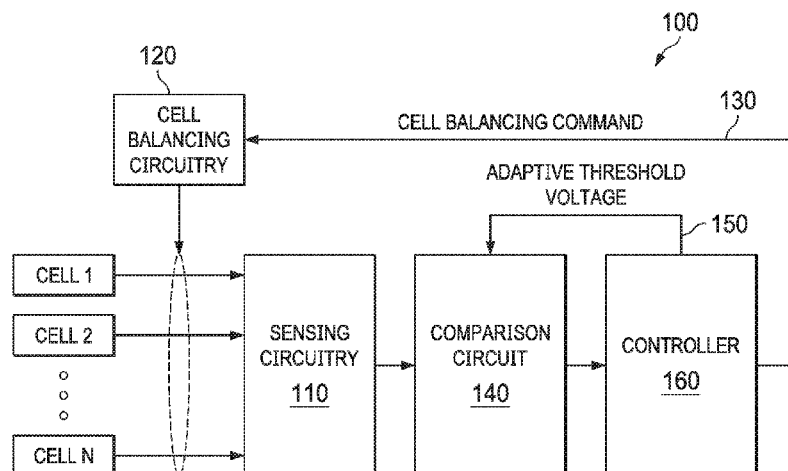 100
120
CELL
BALANCING
CIRCUITRY
CELL BALANCING COMMAND
130
ADAPTIVE THRESHOLD
VOLTAGE
150
CELL 1
CELL 2
CELL N
SENSING
CIRCUITRY
110
COMPARISON
CIRCUIT
140
CONTROLLER
160